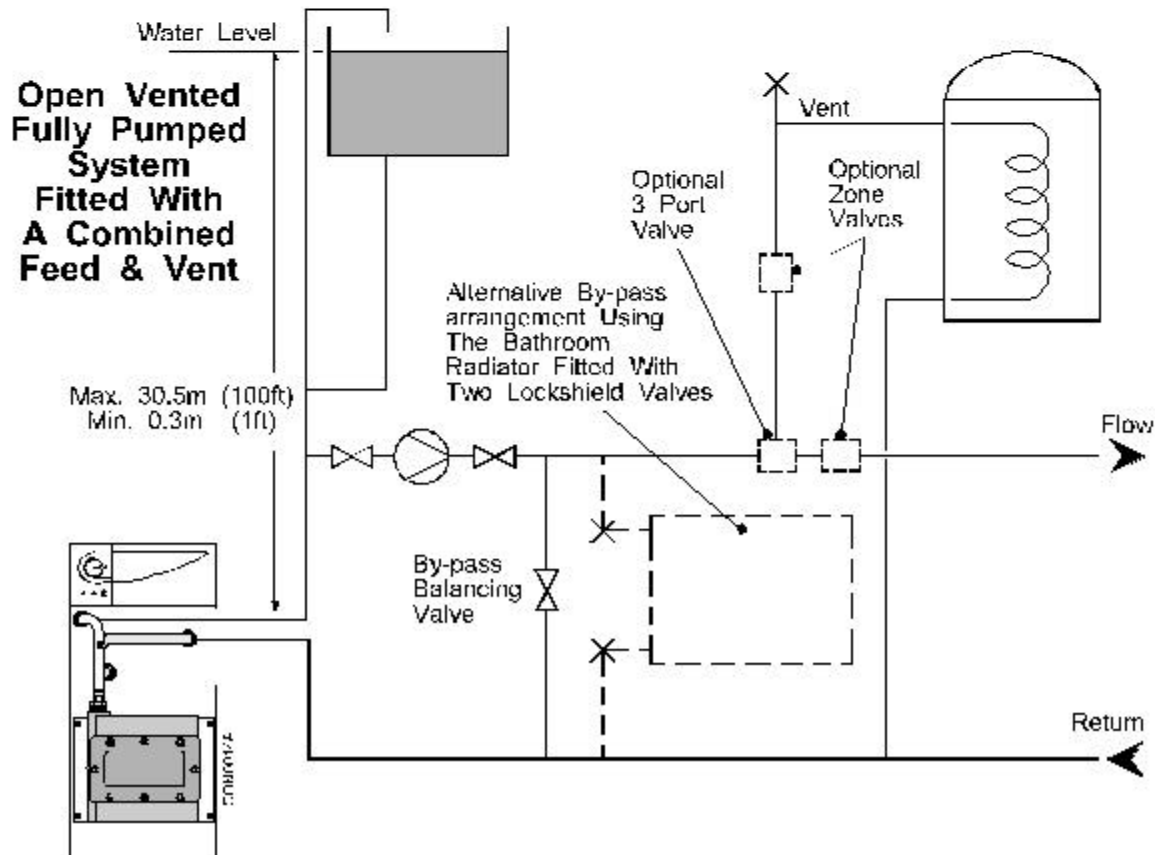 Water Level
Open Vented
Fully Pumped
System
Fitted With
A Combined
Feed & Vent
Vent
Optional
3 Port
Valve
Optional
Zone
Valves
Alternative By-pass
arrangement Using
The Bathroom
Radiator Fitted With
Two Lockshield Valves
Max. 30.5m (100ft)
Min. 0.3m (1ft)
Flow
By-pass
Balancing
Valve
Return